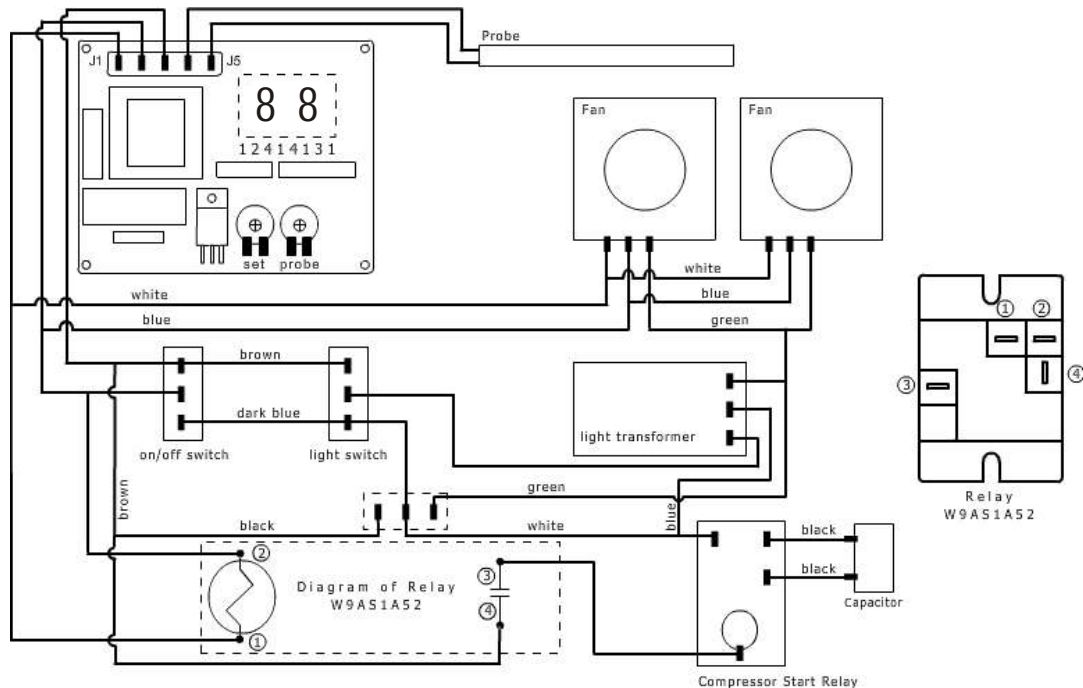 Probe
J1
J5
8 8
1 2 4 1 4 1 3 1
set
probe
Fan
Fan
white
white
blue
blue
green
①
②
③
④
Relay
W9AS1A52
brown
dark blue
on/off switch
light switch
light transformer
brown
green
blue
black
white
②
Diagram of Relay
W9AS1A52
①
③
④
black
black
Capacitor
Compressor Start Relay